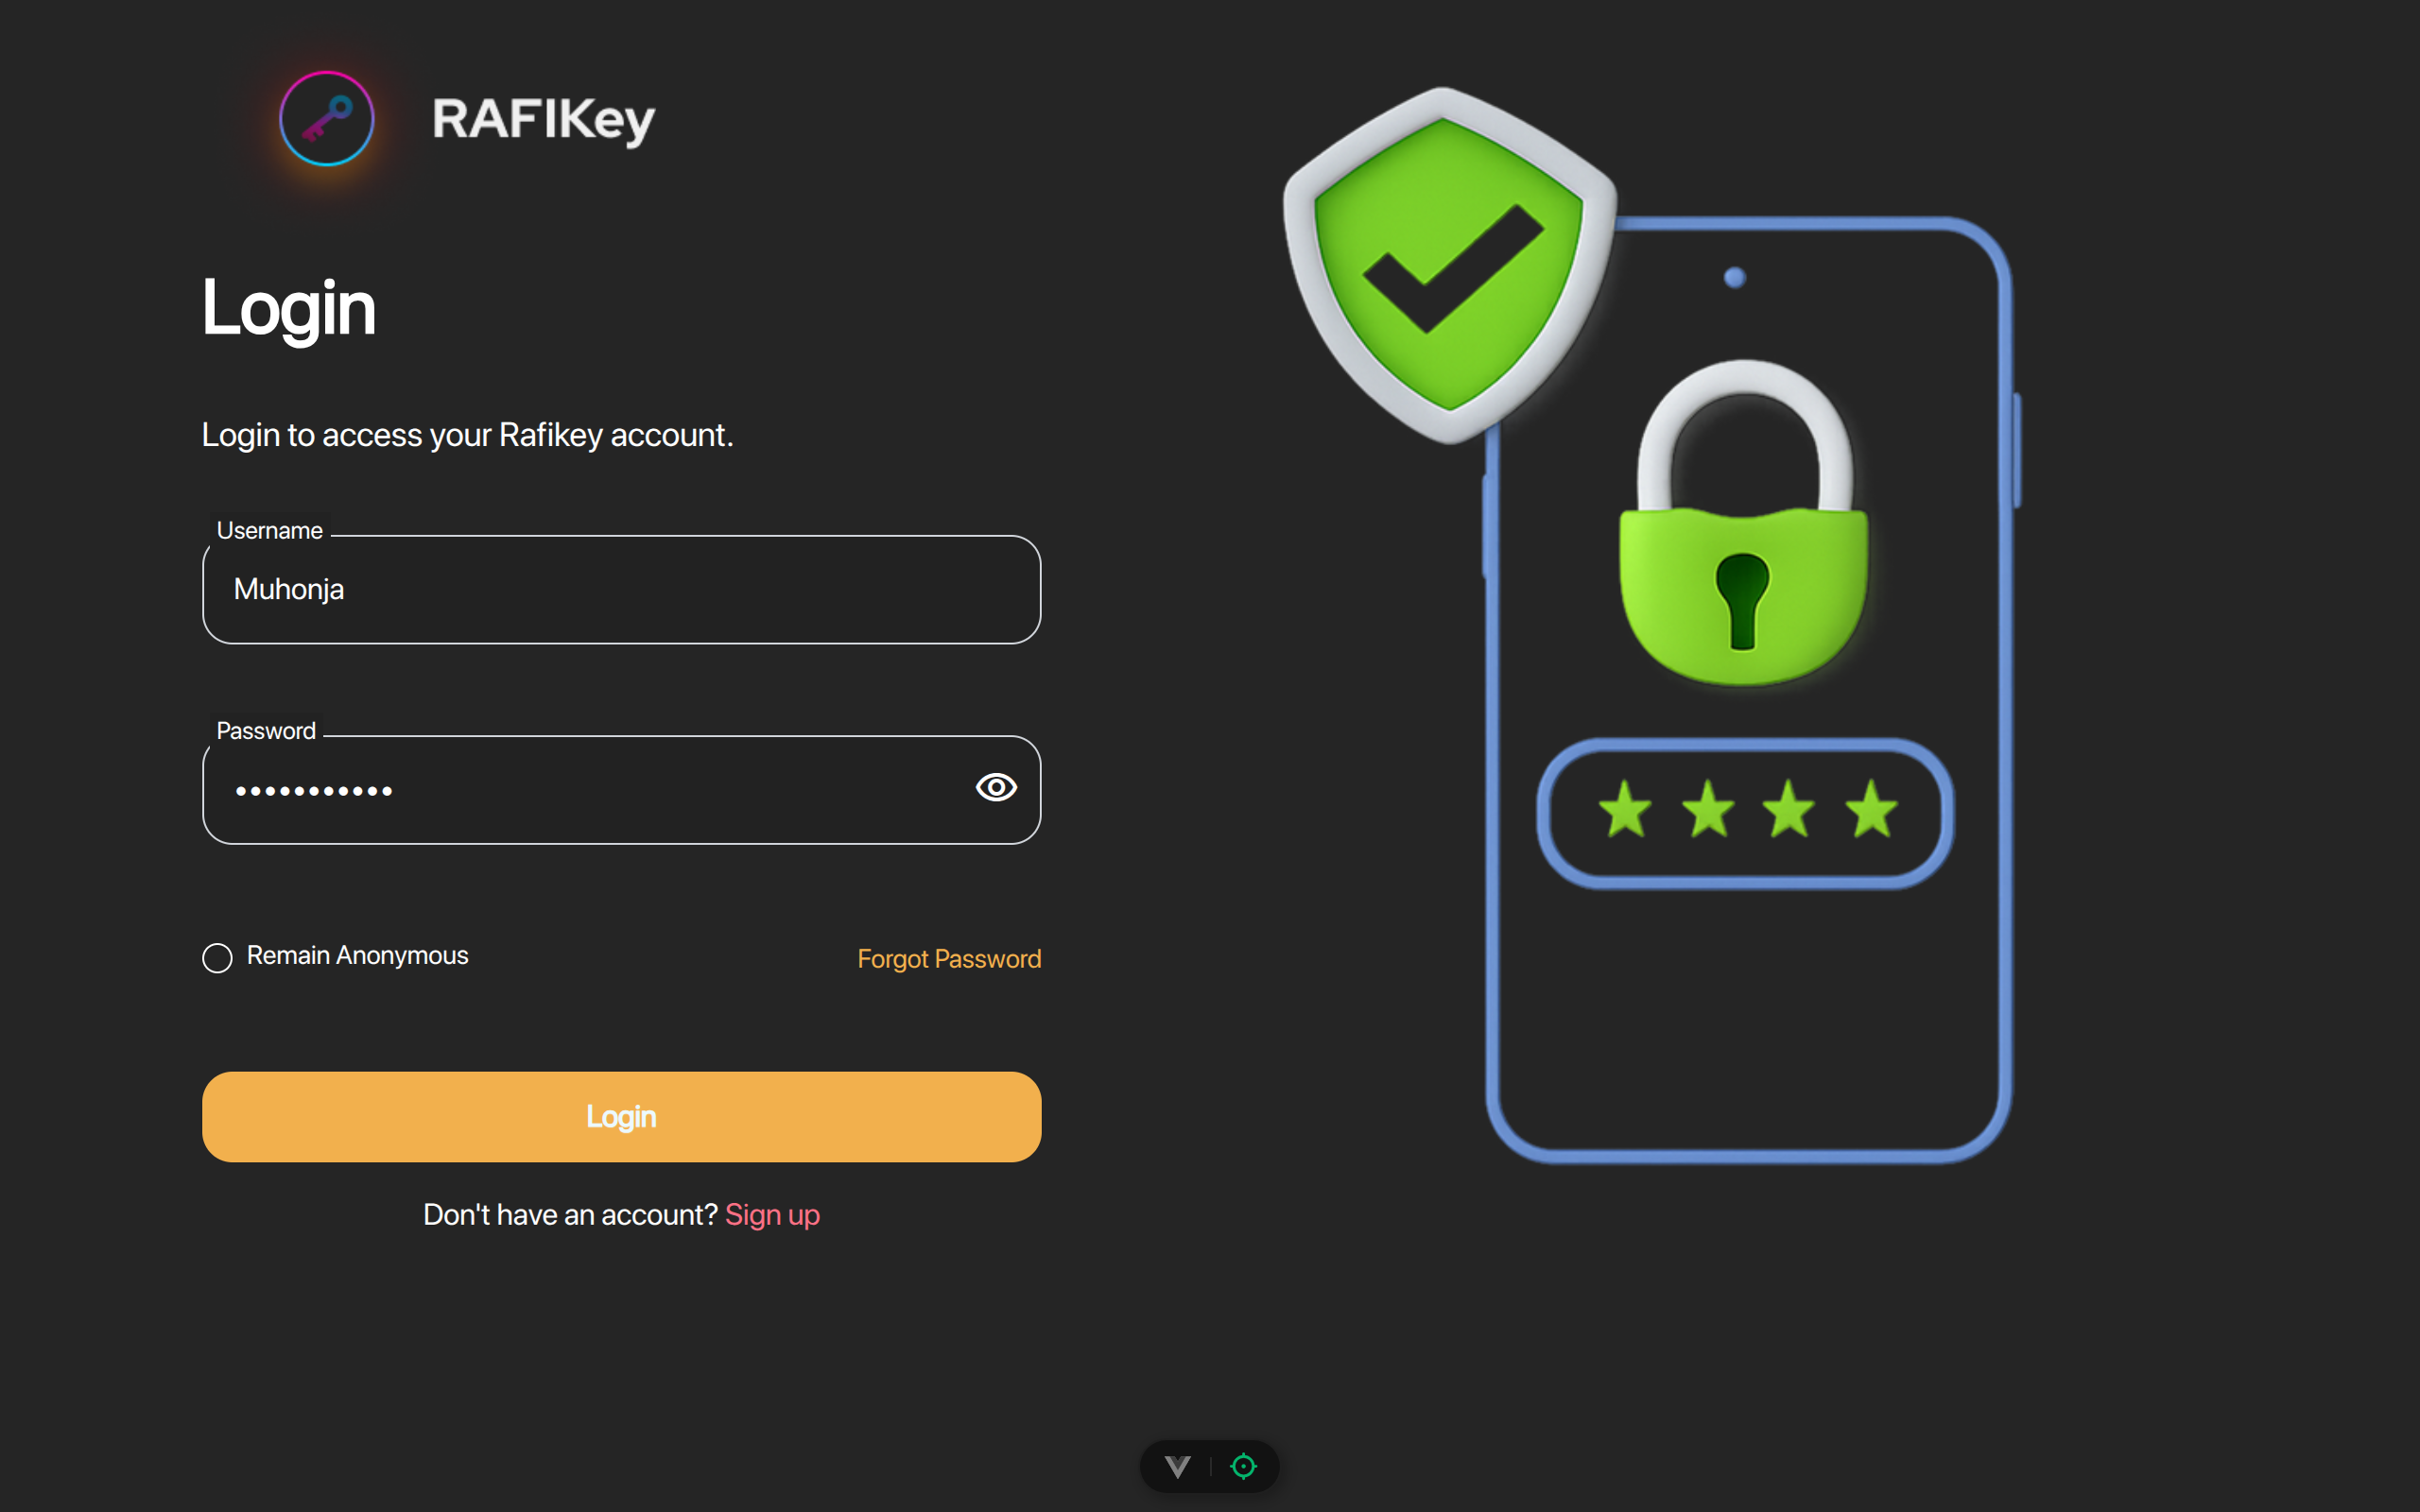 RAFIKey
Login
Login to access your Rafikey account.
Username
Muhonja
Password
•••••••••••
Remain Anonymous
Forgot Password
Login
Don't have an account? Sign up